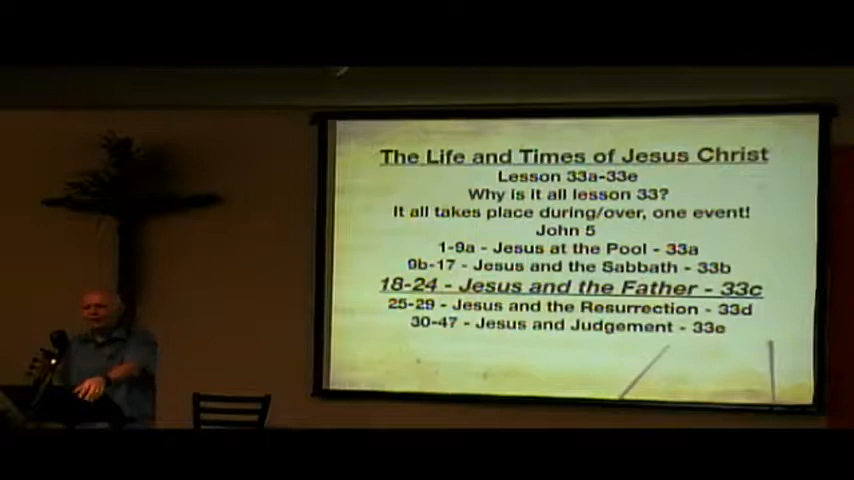 The Life and Times of Jesus Christ
Lesson 33a-33e
Why is it all lesson 33?
It all takes place during/over, one event!
John 5
1-9a - Jesus at the Pool - 33a
9b-17 - Jesus and the Sabbath - 33b
18-24 - Jesus and the Father - 33c
25-29 - Jesus and the Resurrection - 33d
30-47 - Jesus and Judgement - 33e